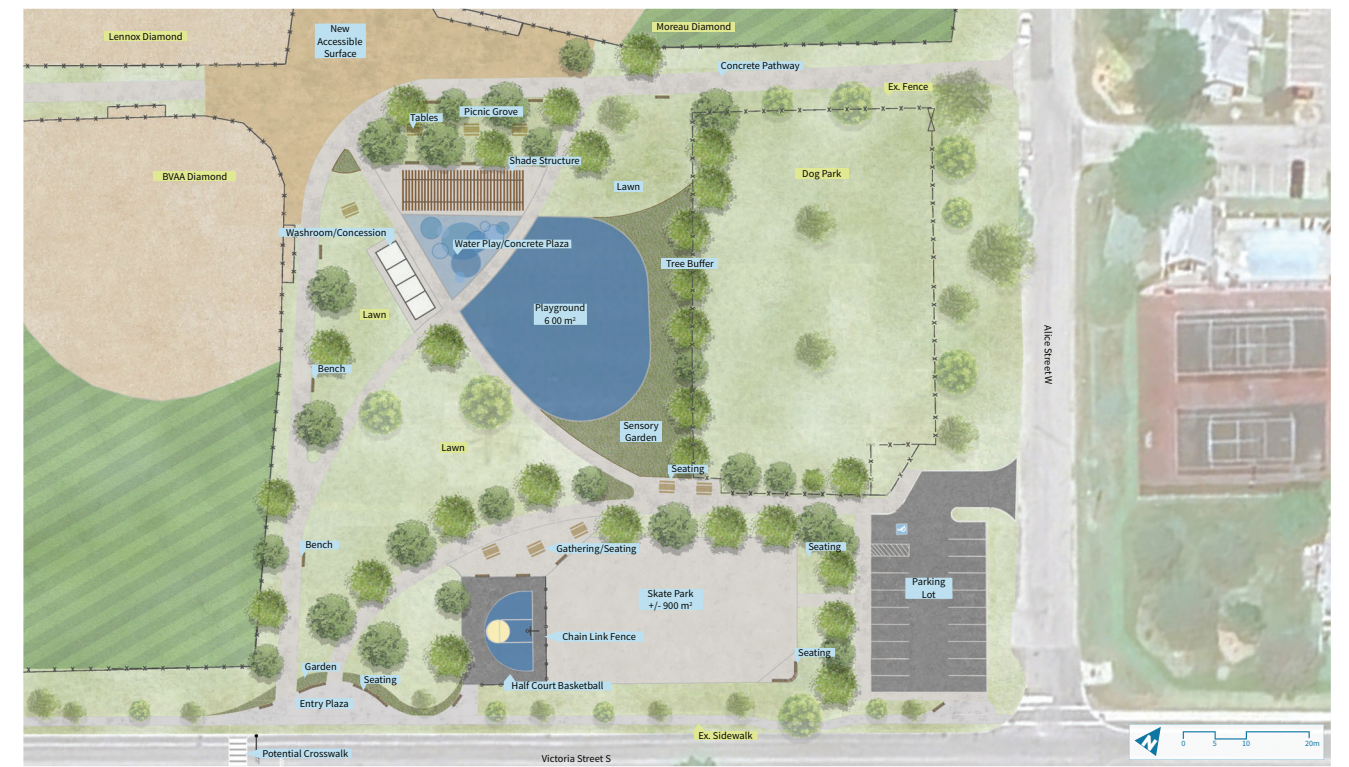 Lennox Diamond
New
Accessible
Surface
Moreau Diamond
Concrete Pathway
Ex. Fence
Picnic Grove
Tables
Shade Structure
BVAA Diamond
Dog Park
Lawn
Washroom/Concession
Water Play/Concrete Plaza
Tree Buffer
Playground
6 00 m²
Lawn
Alice Street W
Bench
Sensory
Garden
Lawn
Seating
Bench
Gathering/Seating
Seating
Skate Park
+/- 900 m²
Parking
Lot
Chain Link Fence
Seating
Garden
Seating
Half Court Basketball
Entry Plaza
Ex. Sidewalk
Potential Crosswalk
Victoria Street S
N
0 5 10 20m